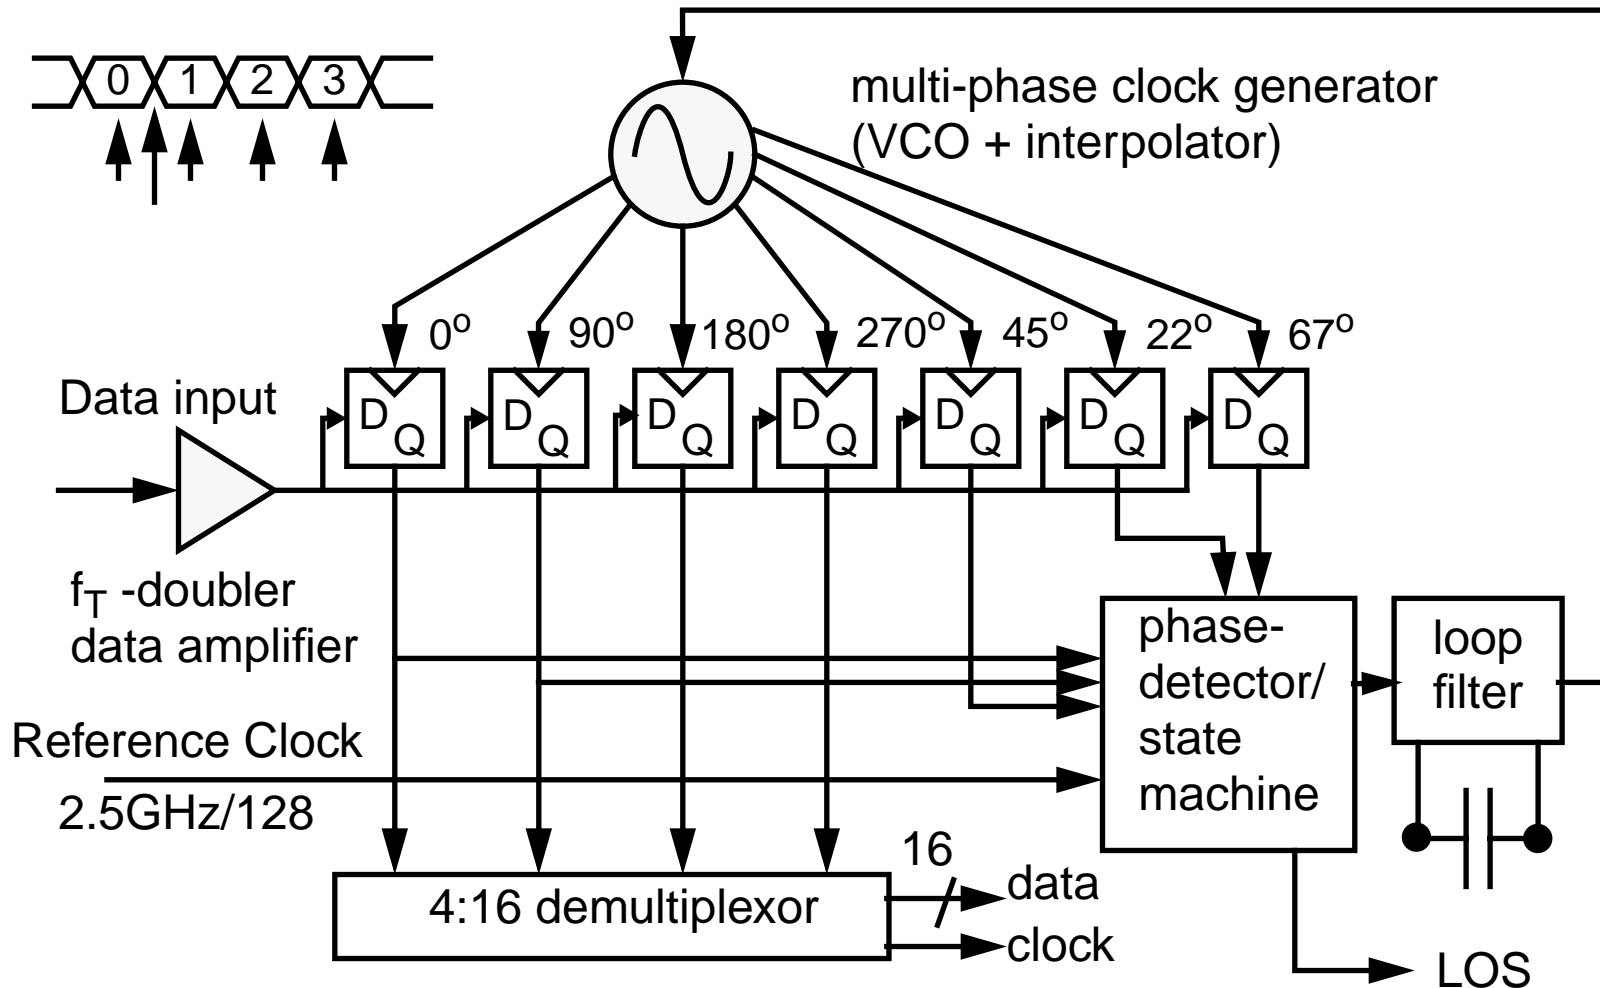 0 1 2 3
multi-phase clock generator
(VCO + interpolator)
0º 90º 180º 270º 45º 22º 67º
Data input
D Q D Q D Q D Q D Q D Q D Q
fT -doubler
data amplifier
phase-
detector/
state
machine
loop
filter
Reference Clock
2.5GHz/128
16
4:16 demultiplexor
data
clock
LOS